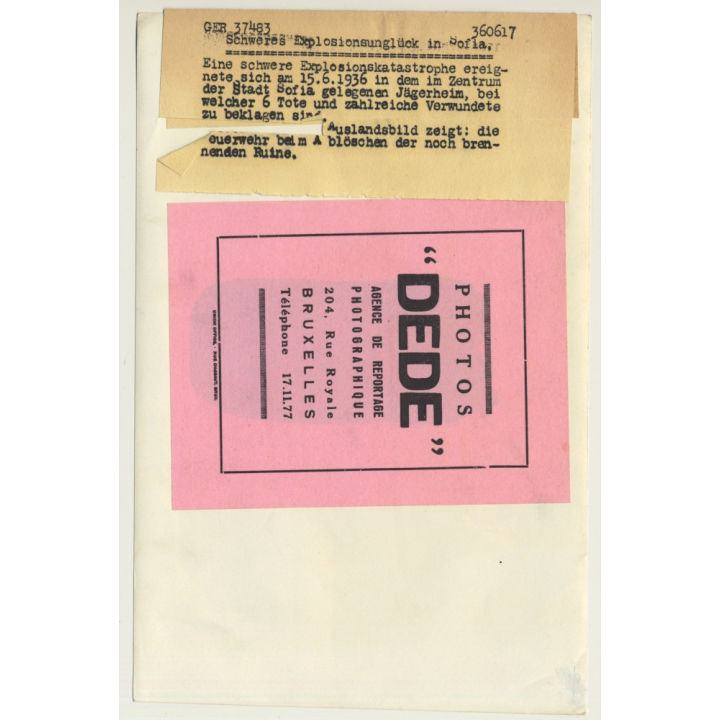 GER 37483 360617
Schweres Explosionsunglück in Sofia.
Eine schwere Explosionskatastrophe ereig-
nete sich am 15.6.1936 in dem im Zentrum
der Stadt Sofia gelegenen Jägerheim, bei
welcher 6 Tote und zahlreiche Verwundete
zu beklagen sin
Auslandsbild zeigt: die
euerwehr beim A blöschen der noch bren-
nenden Ruine.
PHOTOS
“DEDE”
AGENCE DE REPORTAGE
PHOTOGRAPHIQUE
204, Rue Royale
BRUXELLES
Téléphone 17.11.77